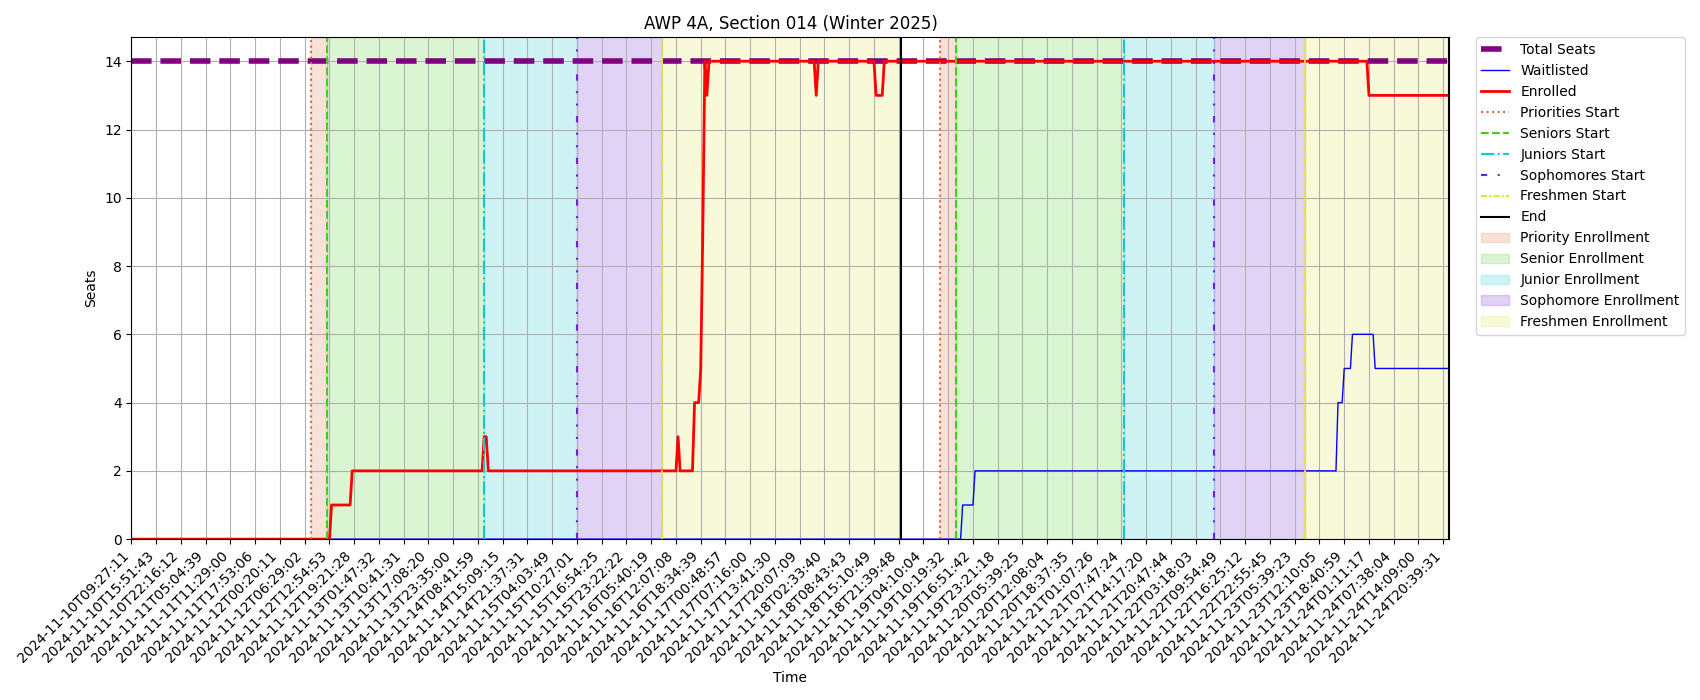 AWP 4A, Section 014 (Winter 2025)
Total Seats
Waitlisted
Enrolled
Priorities Start
Seniors Start
Juniors Start
Sophomores Start
Freshmen Start
End
Priority Enrollment
Senior Enrollment
Junior Enrollment
Sophomore Enrollment
Freshmen Enrollment
Seats
14
12
10
8
6
4
2
0
2024-11-10T09:27:11
2024-11-10T15:51:43
2024-11-10T22:16:12
2024-11-11T05:04:39
2024-11-11T11:29:00
2024-11-11T17:53:06
2024-11-12T00:20:11
2024-11-12T06:29:02
2024-11-12T12:54:53
2024-11-12T19:21:28
2024-11-13T01:47:32
2024-11-13T10:41:31
2024-11-13T17:08:20
2024-11-13T23:35:00
2024-11-14T08:41:59
2024-11-14T15:09:15
2024-11-14T21:37:31
2024-11-15T04:03:49
2024-11-15T10:27:01
2024-11-15T16:54:25
2024-11-15T23:22:22
2024-11-16T05:40:19
2024-11-16T12:07:08
2024-11-16T18:34:39
2024-11-17T00:48:57
2024-11-17T07:16:00
2024-11-17T13:41:30
2024-11-17T20:07:09
2024-11-18T02:33:40
2024-11-18T08:43:43
2024-11-18T15:10:49
2024-11-18T21:39:48
2024-11-19T04:10:04
2024-11-19T10:19:32
2024-11-19T16:51:42
2024-11-19T23:21:18
2024-11-20T05:39:25
2024-11-20T12:08:04
2024-11-20T18:37:35
2024-11-21T01:07:26
2024-11-21T07:47:24
2024-11-21T14:17:20
2024-11-21T20:47:44
2024-11-22T03:18:03
2024-11-22T09:54:49
2024-11-22T16:25:12
2024-11-22T22:55:45
2024-11-23T05:39:23
2024-11-23T12:10:05
2024-11-23T18:40:59
2024-11-24T01:11:17
2024-11-24T07:38:04
2024-11-24T14:09:00
2024-11-24T20:39:31
Time